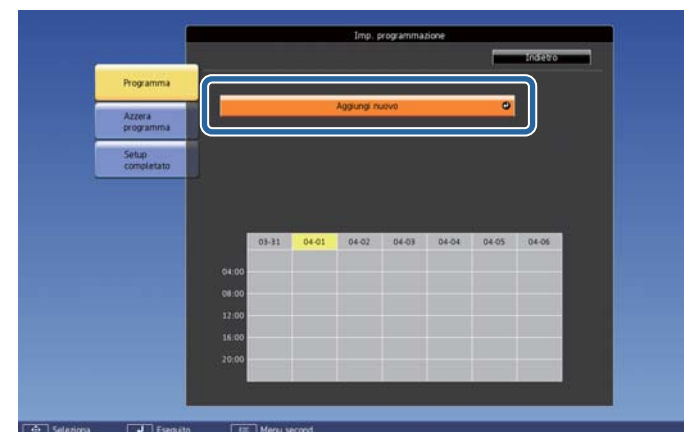 Imp. programmazione
Indietro
Programma
Aggiungi nuovo
Azzera
programma
Setup
completato
03-31 04-01 04-02 04-03 04-04 04-05 04-06
04:00
08:00
12:00
16:00
20:00
Seleziona Eseguito Menu second.